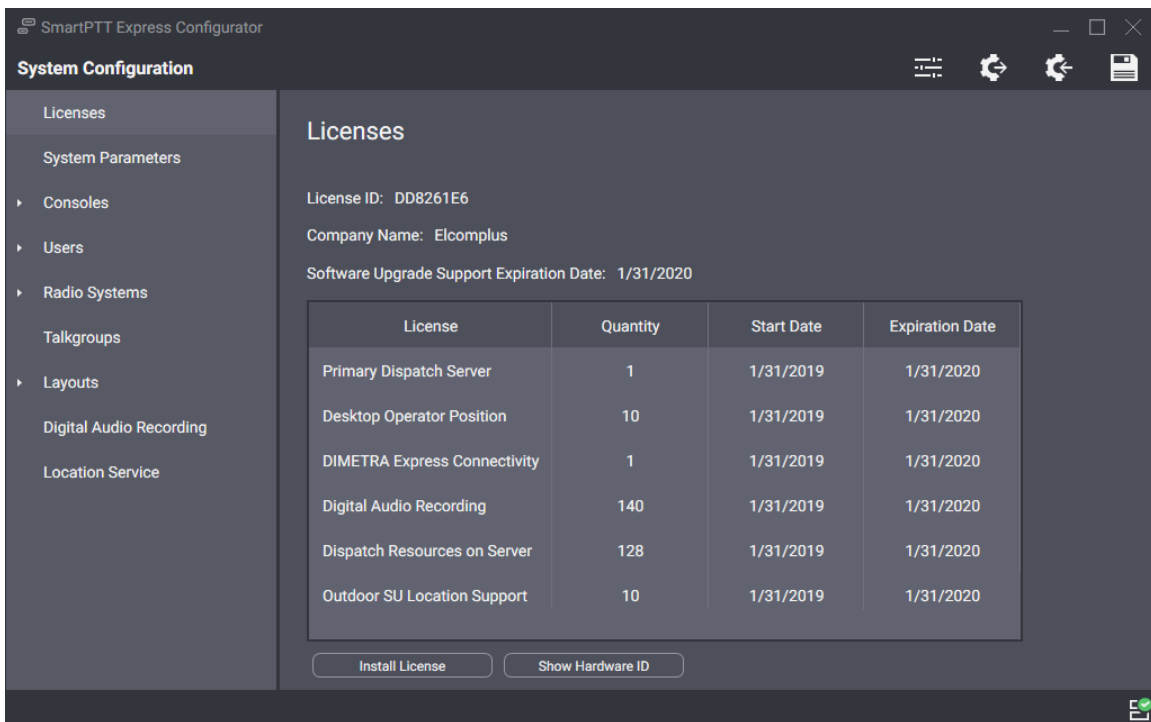 SmartPTT Express Configurator
System Configuration
Licenses
System Parameters
Consoles
Users
Radio Systems
Talkgroups
Layouts
Digital Audio Recording
Location Service
Licenses
License ID: DD8261E6
Company Name: Elcomplus
Software Upgrade Support Expiration Date: 1/31/2020
License Quantity Start Date Expiration Date
Primary Dispatch Server 1 1/31/2019 1/31/2020
Desktop Operator Position 10 1/31/2019 1/31/2020
DIMETRA Express Connectivity 1 1/31/2019 1/31/2020
Digital Audio Recording 140 1/31/2019 1/31/2020
Dispatch Resources on Server 128 1/31/2019 1/31/2020
Outdoor SU Location Support 10 1/31/2019 1/31/2020
Install License Show Hardware ID